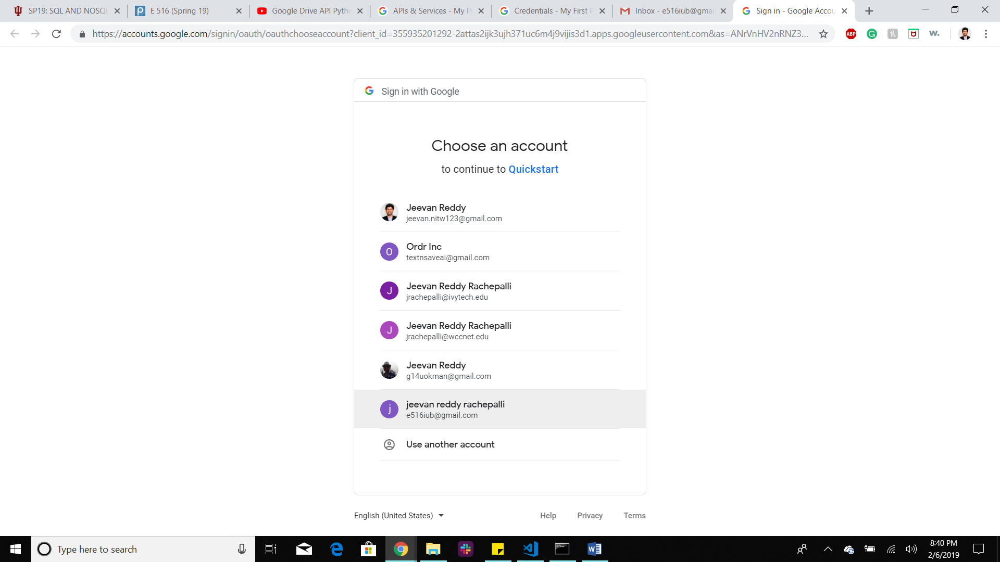 SP19: SQL AND NOSQL
E 516 (Spring 19)
Google Drive API Pytho
APIs & Services - My P
Credentials - My First P
Inbox - e516iub@gmai
Sign in - Google Accou
https://accounts.google.com/signin/oauth/oauthchooseaccount?client_id=355935201292-2attas2ijk3ujh371uc6m4j9vijis3d1.apps.googleusercontent.com&as=ANrVnHV2nRNZ3...
ABP
w.
Sign in with Google
Choose an account
to continue to Quickstart
Jeevan Reddy
jeevan.nitw123@gmail.com
O
Ordr Inc
textnsaveai@gmail.com
J
Jeevan Reddy Rachepalli
jrachepalli@ivytech.edu
J
Jeevan Reddy Rachepalli
jrachepalli@wccnet.edu
Jeevan Reddy
g14uokman@gmail.com
j
jeevan reddy rachepalli
e516iub@gmail.com
Use another account
English (United States)
Help
Privacy
Terms
Type here to search
8:40 PM
2/6/2019